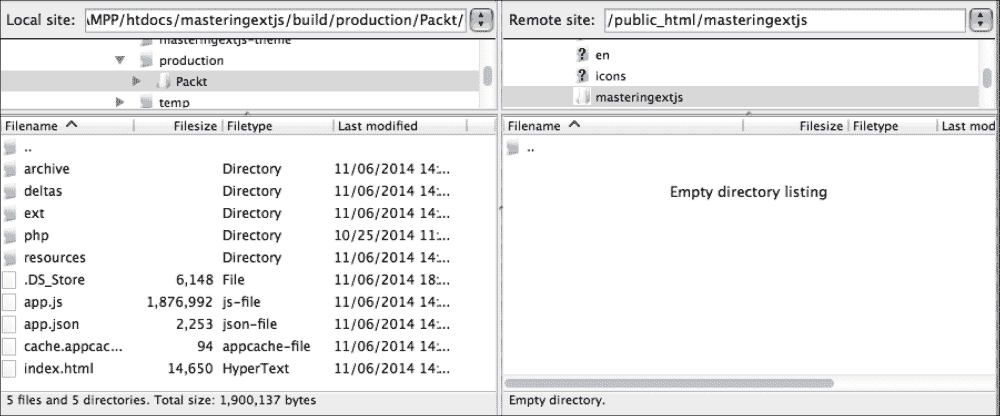 Local site: \MPP/htdocs/masteringextjs/build/production/Packt/
masteringextjs-theme
production
Packt
temp
Filename Filesize Filetype Last modified
..
archive Directory 11/06/2014 14:...
deltas Directory 11/06/2014 14:...
ext Directory 11/06/2014 14:...
php Directory 10/25/2014 11:...
resources Directory 11/06/2014 14:...
.DS_Store 6,148 File 11/06/2014 18:...
app.js 1,876,992 js-file 11/06/2014 14:...
app.json 2,253 json-file 11/06/2014 14:...
cache.appcac... 94 appcache-file 11/06/2014 14:...
index.html 14,650 HyperText 11/06/2014 14:...
5 files and 5 directories. Total size: 1,900,137 bytes
Remote site: /public_html/masteringextjs
? en
? icons
masteringextjs
Filename Filesize Filetype Last mod
..
Empty directory listing
Empty directory.